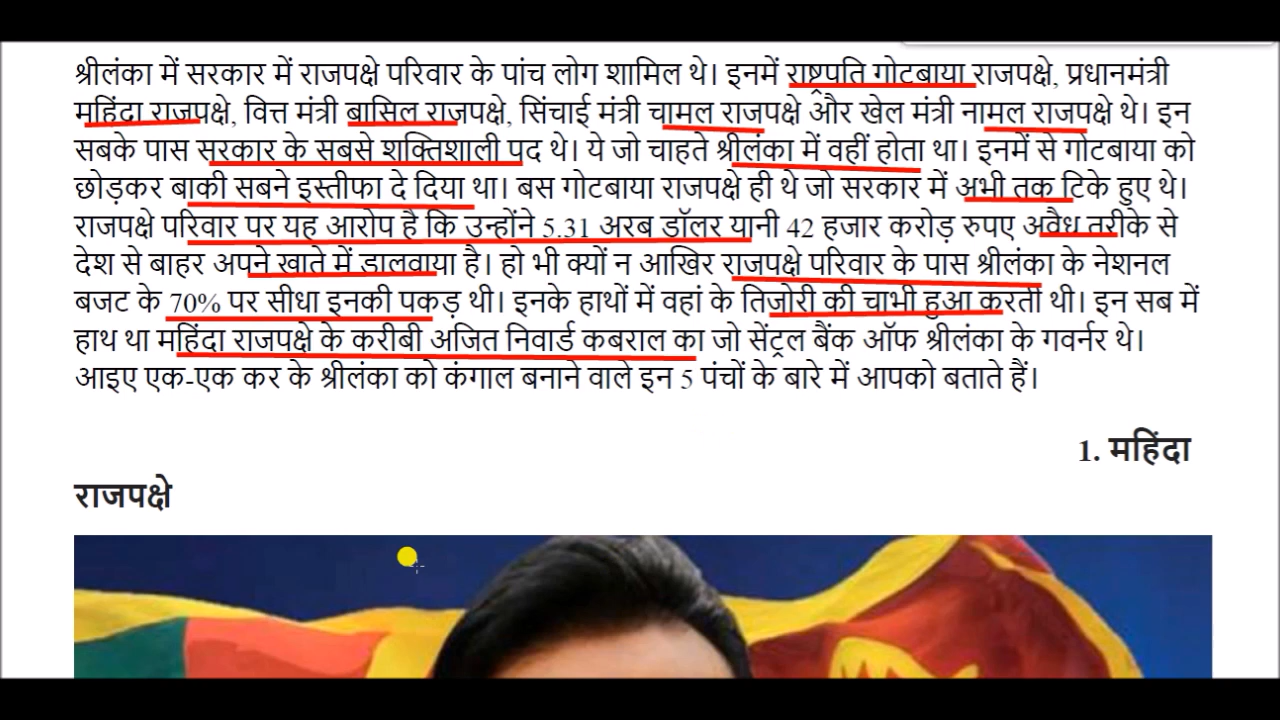 श्रीलंका में सरकार में राजपक्षे परिवार के पांच लोग शामिल थे। इनमें राष्ट्रपति गोटबाया राजपक्षे, प्रधानमंत्री
महिंदा राजपक्षे, वित्त मंत्री बासिल राजपक्षे, सिंचाई मंत्री चामल राजपक्षे और खेल मंत्री नामल राजपक्षे थे। इन
सबके पास सरकार के सबसे शक्तिशाली पद थे। ये जो चाहते श्रीलंका में वहीं होता था। इनमें से गोटबाया को
छोड़कर बाकी सबने इस्तीफा दे दिया था। बस गोटबाया राजपक्षे ही थे जो सरकार में अभी तक टिके हुए थे।
राजपक्षे परिवार पर यह आरोप है कि उन्होंने 5.31 अरब डॉलर यानी 42 हजार करोड़ रुपए अवैध तरीके से
देश से बाहर अपने खाते में डालवाया है। हो भी क्यों न आखिर राजपक्षे परिवार के पास श्रीलंका के नेशनल
बजट के 70% पर सीधा इनकी पकड़ थी। इनके हाथों में वहां के तिजोरी की चाभी हुआ करती थी। इन सब में
हाथ था महिंदा राजपक्षे के करीबी अजित निवार्ड कबराल का जो सेंट्रल बैंक ऑफ श्रीलंका के गवर्नर थे।
आइए एक-एक कर के श्रीलंका को कंगाल बनाने वाले इन 5 पंचों के बारे में आपको बताते हैं।
1. महिंदा
राजपक्षे